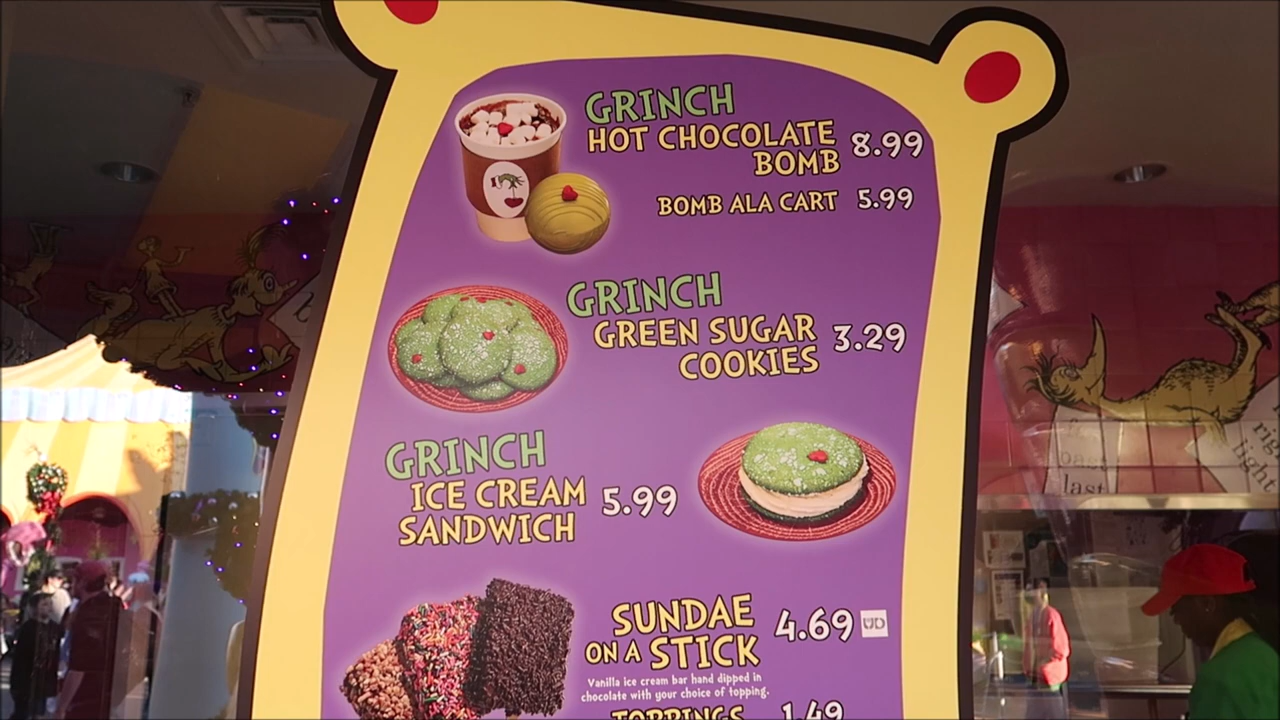 GRINCH
HOT CHOCOLATE 8.99
BOMB
BOMB ALA CART 5.99
GRINCH
GREEN SUGAR 3.29
COOKIES
GRINCH
ICE CREAM 5.99
SANDWICH
SUNDAE 4.69 UD
ON A STICK
Vanilla ice cream bar hand dipped in
chocolate with your choice of topping.
TOPPINGS 1.49
last
light